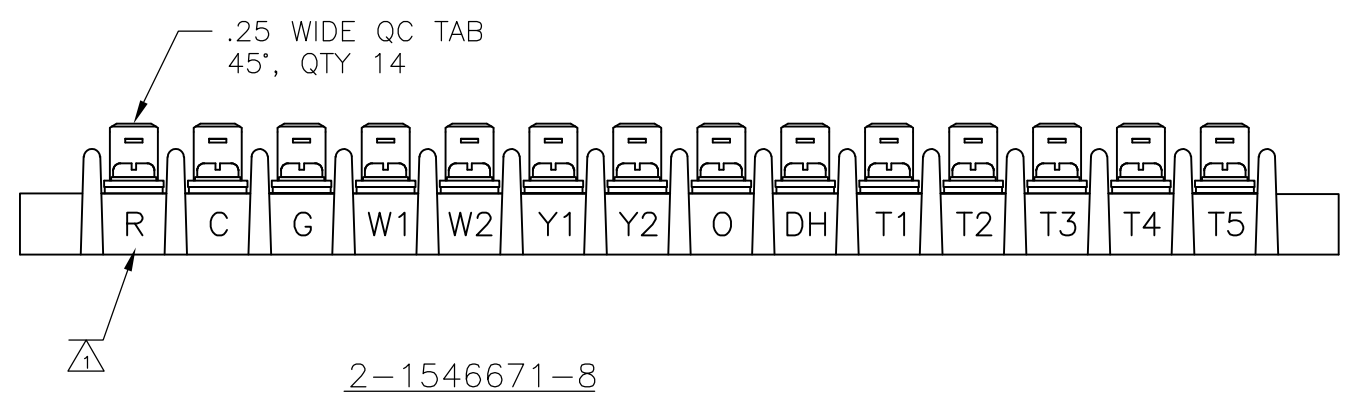 .25 WIDE QC TAB
45°, QTY 14
R C G W1 W2 Y1 Y2 O DH T1 T2 T3 T4 T5
1
2-1546671-8